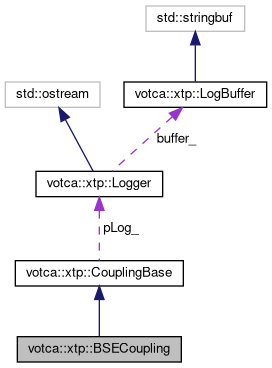 std::stringbuf
std::ostream
votca::xtp::LogBuffer
buffer_
votca::xtp::Logger
pLog_
votca::xtp::CouplingBase
votca::xtp::BSECoupling